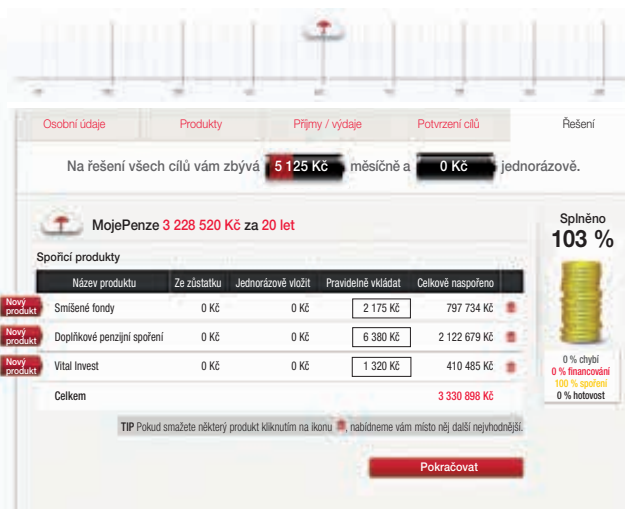 Osobní údaje Produkty Příjmy / výdaje Potvrzení cílů Řešení
Na řešení všech cílů vám zbývá 5 125 Kč měsíčně a 0 Kč jednorázově.
MojePenze 3 228 520 Kč za 20 let
Splněno
103 %
Spořicí produkty
Název produktu Ze zůstatku Jednorázově vložit Pravidelně vkládat Celkově naspořeno
Nový produkt Smíšené fondy 0 Kč 0 Kč 2 175 Kč 797 734 Kč
Nový produkt Doplňkové penzijní spoření 0 Kč 0 Kč 6 380 Kč 2 122 679 Kč
Nový produkt Vital Invest 0 Kč 0 Kč 1 320 Kč 410 485 Kč
Celkem 3 330 898 Kč
0 % chybí
0 % financování
100 % spoření
0 % hotovost
TIP Pokud smažete některý produkt kliknutím na ikonu , nabídneme vám místo něj další nejvhodnější.
Pokračovat